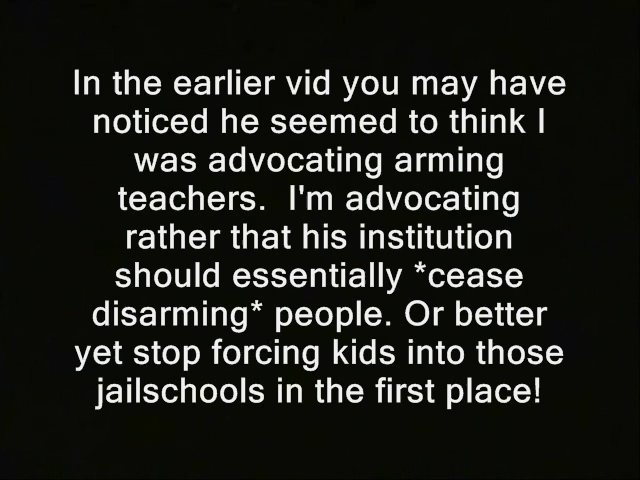 In the earlier vid you may have
noticed he seemed to think I
was advocating arming
teachers.  I'm advocating
rather that his institution
should essentially *cease
disarming* people. Or better
yet stop forcing kids into those
jailschools in the first place!